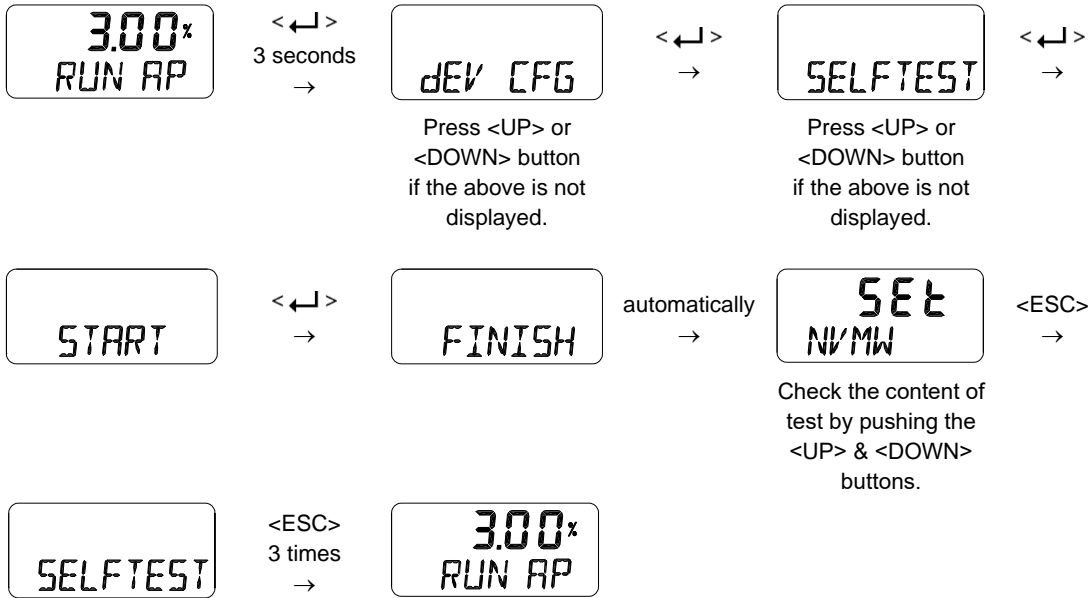 3.00%
RUN AP
< ↵ >
3 seconds
→
dEV CFG
Press <UP> or
<DOWN> button
if the above is not
displayed.
< ↵ >
→
SELFTEST
Press <UP> or
<DOWN> button
if the above is not
displayed.
< ↵ >
→
START
< ↵ >
→
FINISH
automatically
→
SEt
NVMW
Check the content of
test by pushing the
<UP> & <DOWN>
buttons.
<ESC>
→
SELFTEST
<ESC>
3 times
→
3.00%
RUN AP